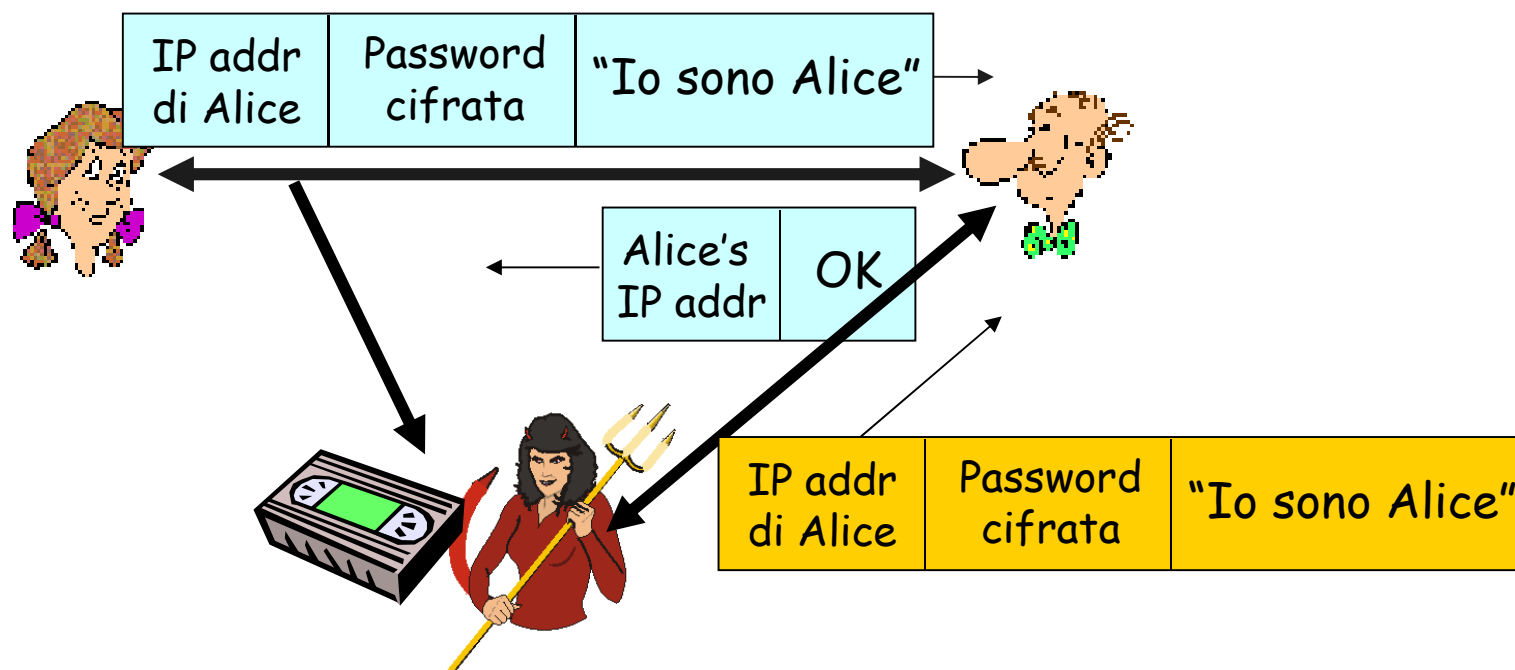 IP addr
di Alice
Password
cifrata
“Io sono Alice”
Alice’s
IP addr
OK
IP addr
di Alice
Password
cifrata
“Io sono Alice”